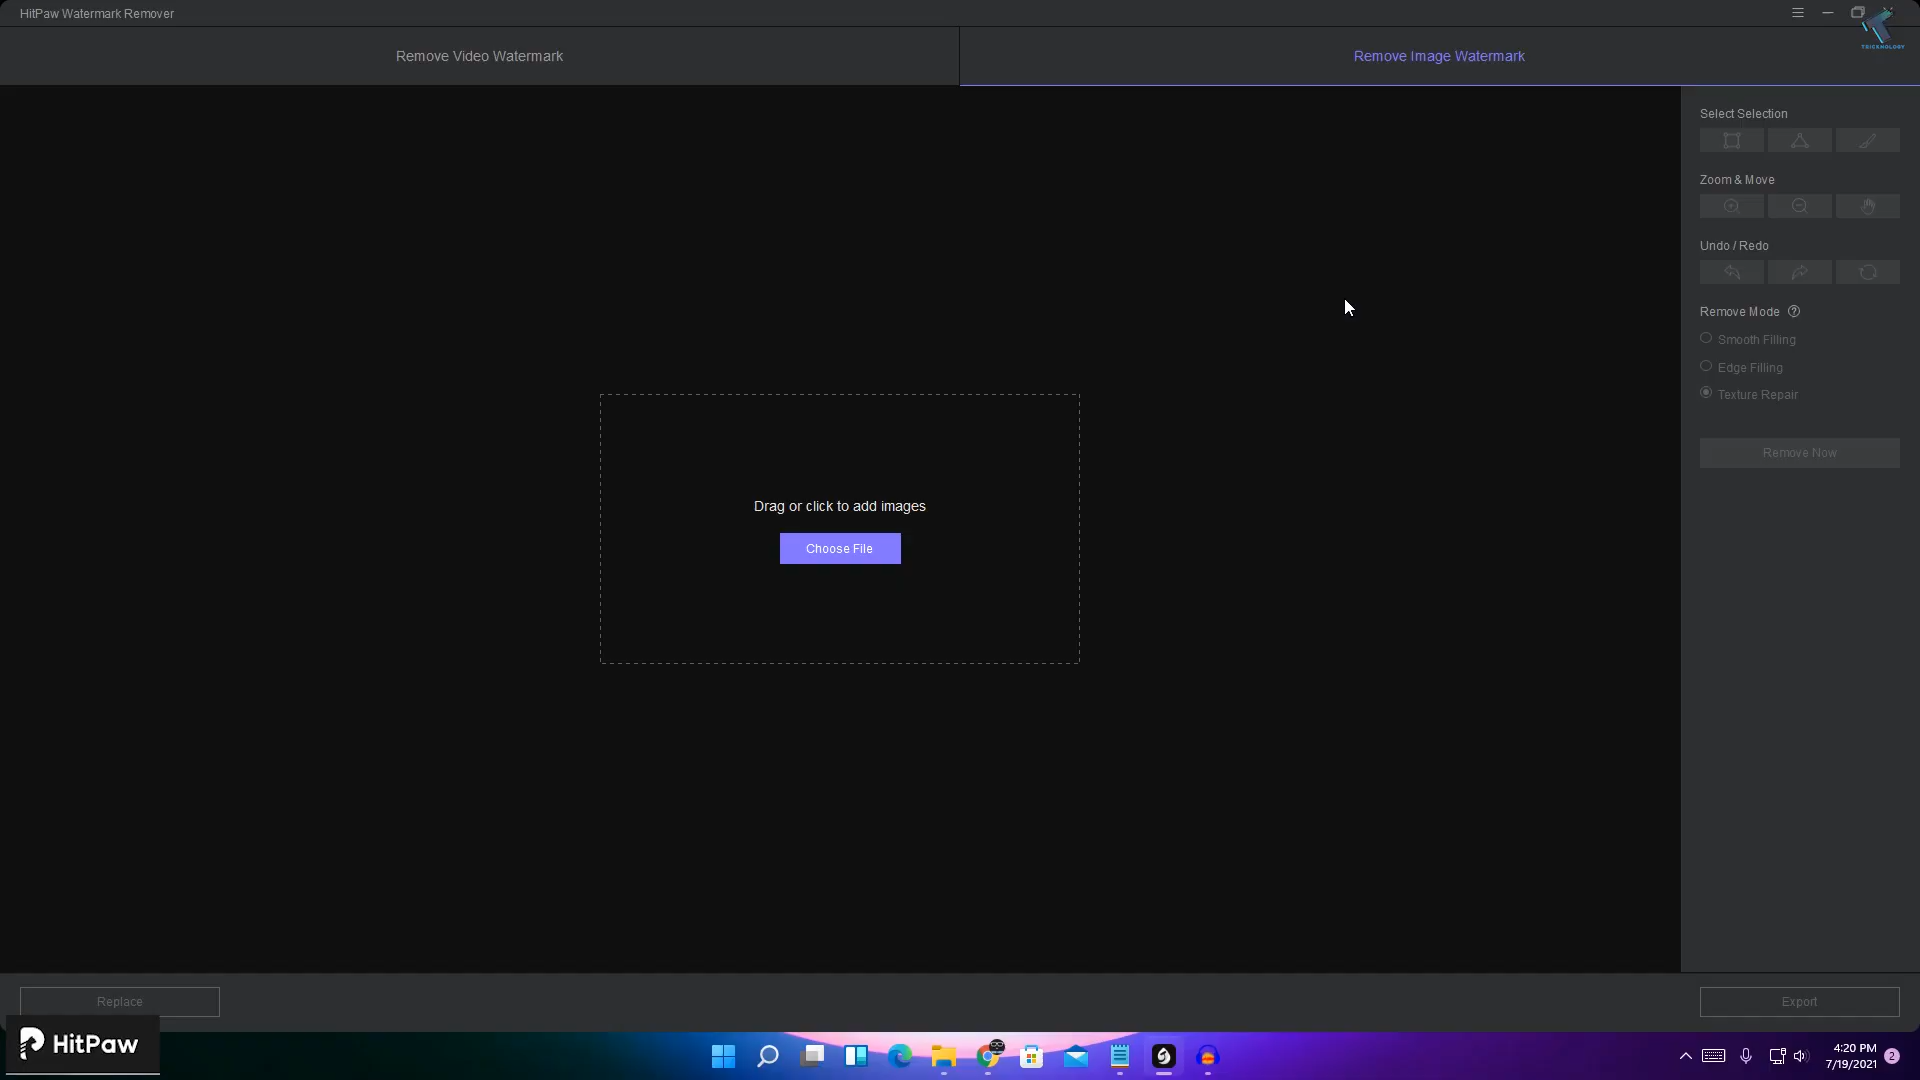 HitPaw Watermark Remover
TRICKNOLOGY
Remove Video Watermark
Remove Image Watermark
Select Selection
Zoom & Move
Undo / Redo
Remove Mode ?
Smooth Filling
Edge Filling
Texture Repair
Remove Now
Drag or click to add images
Choose File
Replace
Export
HitPaw
4:20 PM
7/19/2021
2